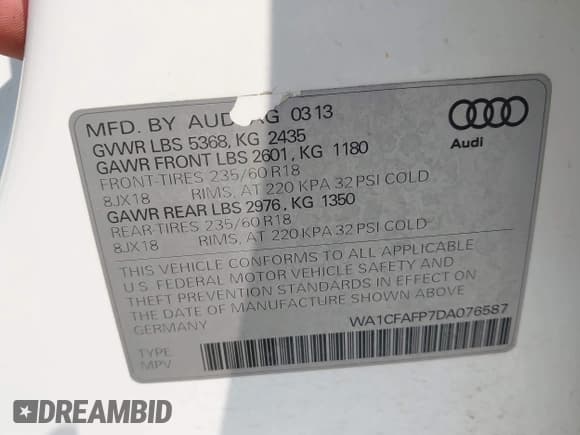 MFD. BY AUDI AG 03 13
GVWR LBS 5368, KG 2435
GAWR FRONT LBS 2601, KG 1180
FRONT-TIRES 235/60 R18
8JX18 RIMS, AT 220 KPA 32 PSI COLD
GAWR REAR LBS 2976, KG 1350
REAR-TIRES 235/60 R18
8JX18 RIMS, AT 220 KPA 32 PSI COLD
Audi
THIS VEHICLE CONFORMS TO ALL APPLICABLE
U.S. FEDERAL MOTOR VEHICLE SAFETY AND
THEFT PREVENTION STANDARDS IN EFFECT ON
THE DATE OF MANUFACTURE SHOWN ABOVE.
GERMANY
WA1CFAFP7DA076587
TYPE
MPV
DREAMBID